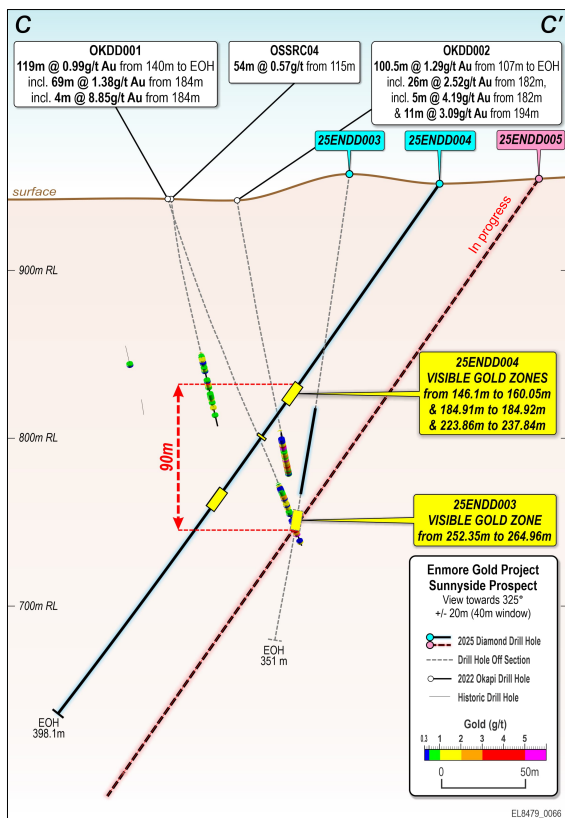 C
C'
OKDD001
119m @ 0.99g/t Au from 140m to EOH
incl. 69m @ 1.38g/t Au from 184m
incl. 4m @ 8.85g/t Au from 184m
OSSRC04
54m @ 0.57g/t from 115m
OKDD002
100.5m @ 1.29g/t Au from 107m to EOH
incl. 26m @ 2.52g/t Au from 182m,
incl. 5m @ 4.19g/t Au from 182m
& 11m @ 3.09g/t Au from 194m
25ENDD003
25ENDD004
25ENDD005
surface
In progress
900m RL
800m RL
700m RL
90m
25ENDD004
VISIBLE GOLD ZONES
from 146.1m to 160.05m
& 184.91m to 184.92m
& 223.86m to 237.84m
25ENDD003
VISIBLE GOLD ZONE
from 252.35m to 264.96m
EOH
351 m
EOH
398.1m
Enmore Gold Project
Sunnyside Prospect
View towards 325°
+/- 20m (40m window)
2025 Diamond Drill Hole
Drill Hole Off Section
2022 Okapi Drill Hole
Historic Drill Hole
Gold (g/t)
0.5 1 2 3 4 5
0 50m
EL8479_0066